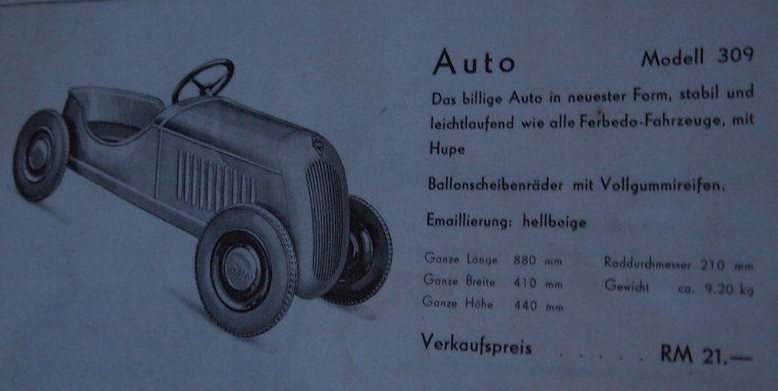 Auto Modell 309
Das billige Auto in neuester Form, stabil und
leichtlaufend wie alle Ferbedo-Fahrzeuge, mit
Hupe
Ballonscheibenräder mit Vollgummireifen.
Emaillierung: hellbeige
Ganze Länge 880 mm Raddurchmesser 210 mm
Ganze Breite 410 mm Gewicht ca. 9.20 kg
Ganze Höhe 440 mm
Verkaufspreis . . . . . RM 21.—